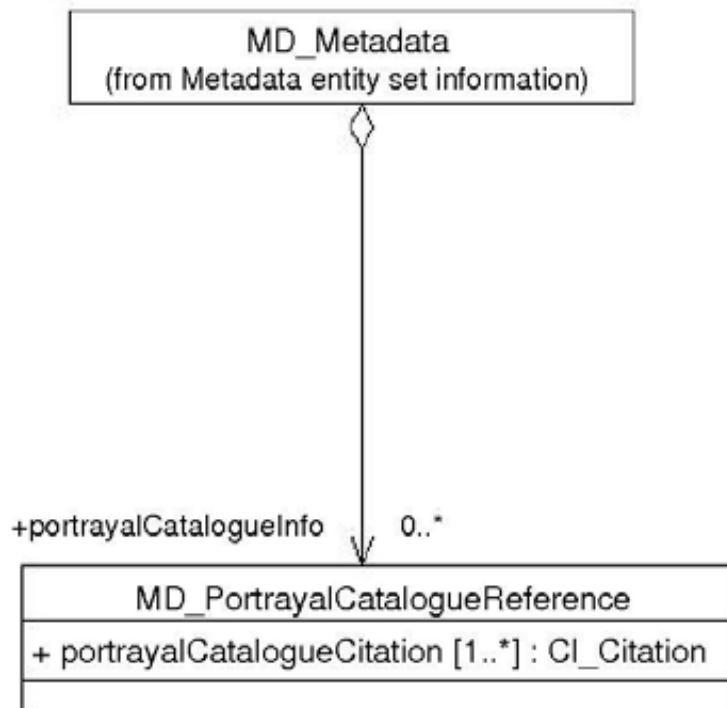 MD_Metadata
(from Metadata entity set information)
+portrayalCatalogueInfo 0..*
MD_PortrayalCatalogueReference
+ portrayalCatalogueCitation [1..*] : CI_Citation